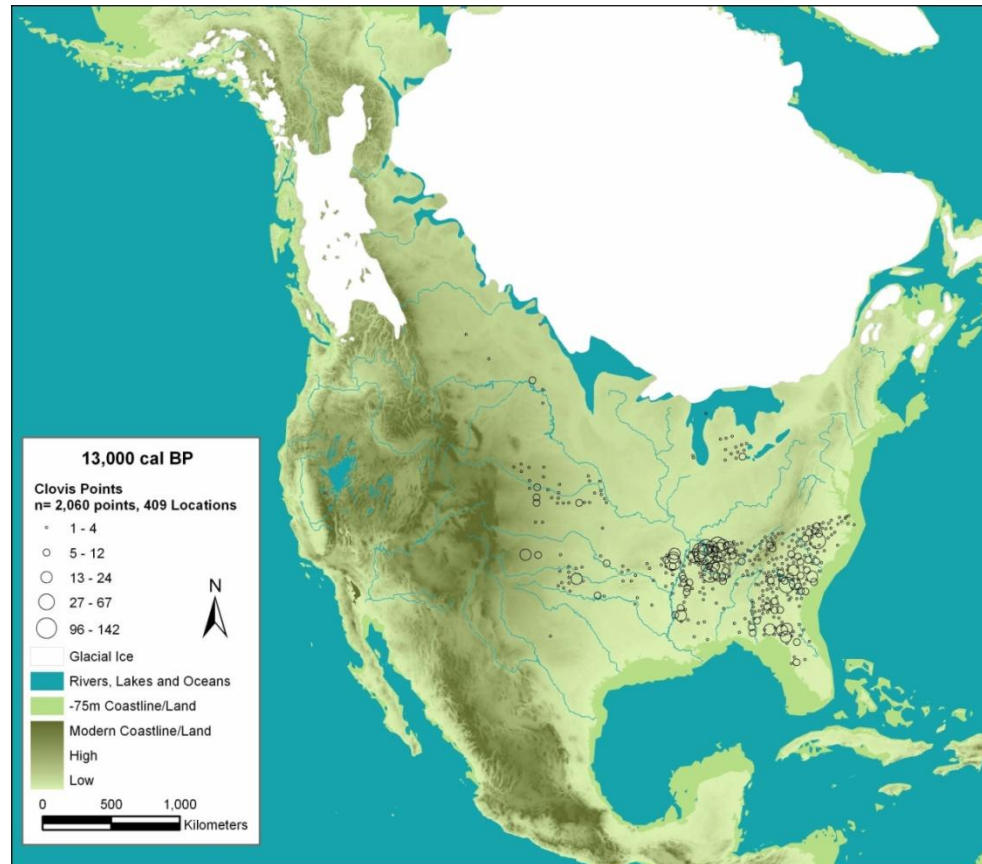 13,000 cal BP
Clovis Points
n= 2,060 points, 409 Locations
1 - 4
5 - 12
13 - 24
27 - 67
96 - 142
N
Glacial Ice
Rivers, Lakes and Oceans
-75m Coastline/Land
Modern Coastline/Land
High
Low
0 500 1,000
Kilometers